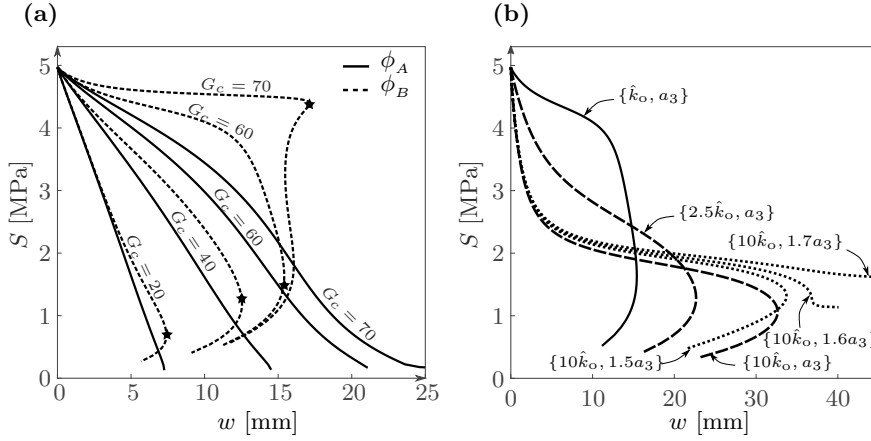 (a)
S [MPa]
5
4
3
2
1
0
0
5
10
15
20
25
w [mm]
ϕ_A
ϕ_B
G_c = 70
G_c = 60
G_c = 20
G_c = 40
G_c = 60
G_c = 70
(b)
S [MPa]
5
4
3
2
1
0
0
10
20
30
40
w [mm]
{k̂_o, a_3}
{2.5k̂_o, a_3}
{10k̂_o, 1.7a_3}
{10k̂_o, 1.6a_3}
{10k̂_o, 1.5a_3}
{10k̂_o, a_3}